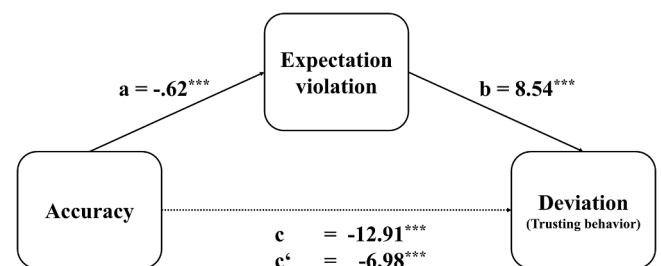 Expectation
violation
a = -.62***
b = 8.54***
Accuracy
Deviation
(Trusting behavior)
c = -12.91***
c‘ = -6.98***